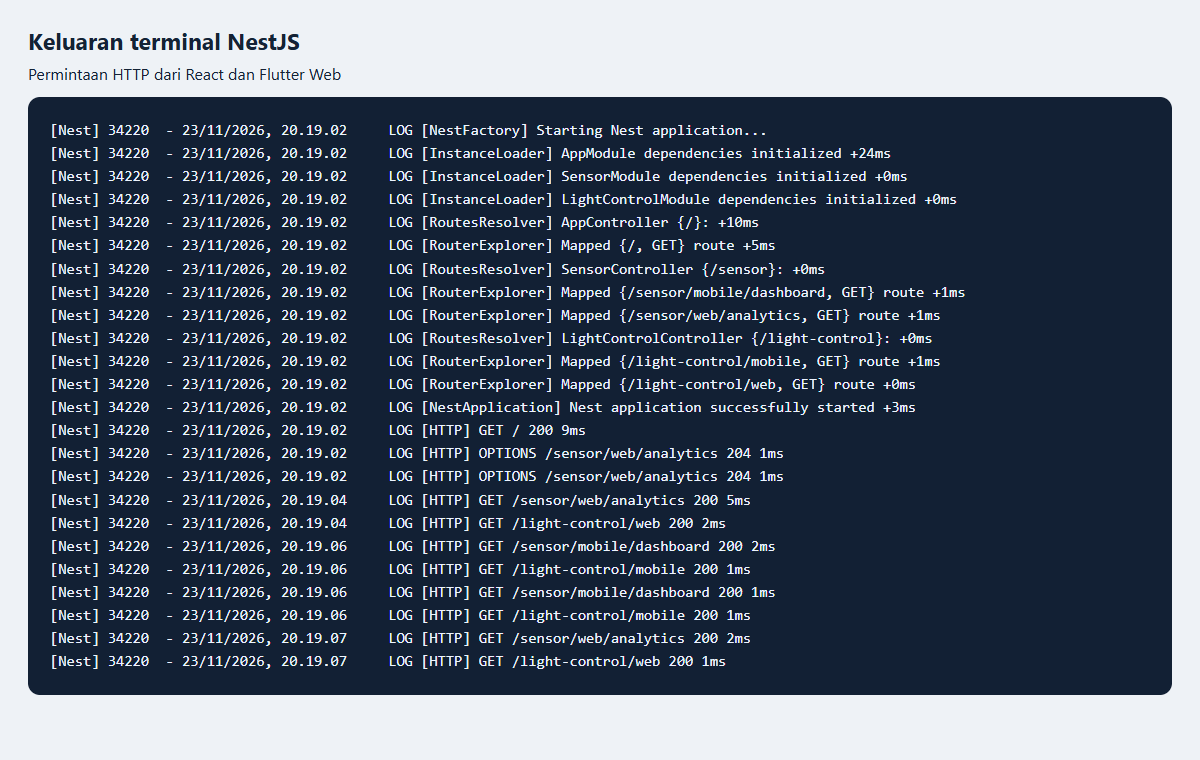 Keluaran terminal NestJS
Permintaan HTTP dari React dan Flutter Web
[Nest] 34220  - 23/11/2026, 20.19.02     LOG [NestFactory] Starting Nest application...
[Nest] 34220  - 23/11/2026, 20.19.02     LOG [InstanceLoader] AppModule dependencies initialized +24ms
[Nest] 34220  - 23/11/2026, 20.19.02     LOG [InstanceLoader] SensorModule dependencies initialized +0ms
[Nest] 34220  - 23/11/2026, 20.19.02     LOG [InstanceLoader] LightControlModule dependencies initialized +0ms
[Nest] 34220  - 23/11/2026, 20.19.02     LOG [RoutesResolver] AppController {/}: +10ms
[Nest] 34220  - 23/11/2026, 20.19.02     LOG [RouterExplorer] Mapped {/, GET} route +5ms
[Nest] 34220  - 23/11/2026, 20.19.02     LOG [RoutesResolver] SensorController {/sensor}: +0ms
[Nest] 34220  - 23/11/2026, 20.19.02     LOG [RouterExplorer] Mapped {/sensor/mobile/dashboard, GET} route +1ms
[Nest] 34220  - 23/11/2026, 20.19.02     LOG [RouterExplorer] Mapped {/sensor/web/analytics, GET} route +1ms
[Nest] 34220  - 23/11/2026, 20.19.02     LOG [RoutesResolver] LightControlController {/light-control}: +0ms
[Nest] 34220  - 23/11/2026, 20.19.02     LOG [RouterExplorer] Mapped {/light-control/mobile, GET} route +1ms
[Nest] 34220  - 23/11/2026, 20.19.02     LOG [RouterExplorer] Mapped {/light-control/web, GET} route +0ms
[Nest] 34220  - 23/11/2026, 20.19.02     LOG [NestApplication] Nest application successfully started +3ms
[Nest] 34220  - 23/11/2026, 20.19.02     LOG [HTTP] GET / 200 9ms
[Nest] 34220  - 23/11/2026, 20.19.02     LOG [HTTP] OPTIONS /sensor/web/analytics 204 1ms
[Nest] 34220  - 23/11/2026, 20.19.02     LOG [HTTP] OPTIONS /sensor/web/analytics 204 1ms
[Nest] 34220  - 23/11/2026, 20.19.04     LOG [HTTP] GET /sensor/web/analytics 200 5ms
[Nest] 34220  - 23/11/2026, 20.19.04     LOG [HTTP] GET /light-control/web 200 2ms
[Nest] 34220  - 23/11/2026, 20.19.06     LOG [HTTP] GET /sensor/mobile/dashboard 200 2ms
[Nest] 34220  - 23/11/2026, 20.19.06     LOG [HTTP] GET /light-control/mobile 200 1ms
[Nest] 34220  - 23/11/2026, 20.19.06     LOG [HTTP] GET /sensor/mobile/dashboard 200 1ms
[Nest] 34220  - 23/11/2026, 20.19.06     LOG [HTTP] GET /light-control/mobile 200 1ms
[Nest] 34220  - 23/11/2026, 20.19.07     LOG [HTTP] GET /sensor/web/analytics 200 2ms
[Nest] 34220  - 23/11/2026, 20.19.07     LOG [HTTP] GET /light-control/web 200 1ms